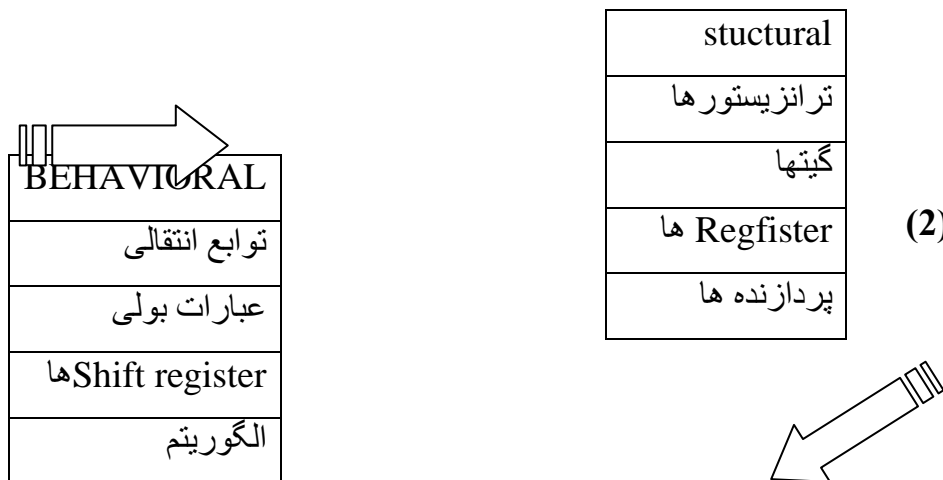 stuctural
ترانزیستورها
گیتها
Regfister ها
پردازنده ها
(2)
BEHAVIORAL
توابع انتقالی
عبارات بولی
Shift registerها
الگوریتم